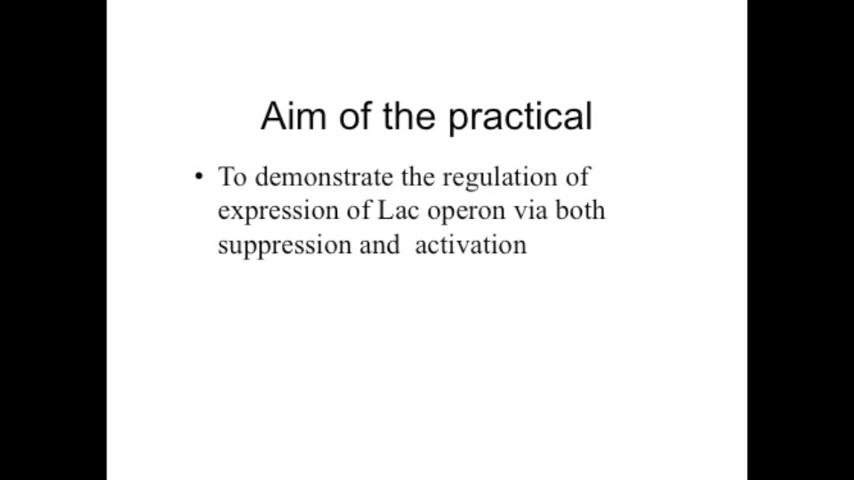 Aim of the practical
• To demonstrate the regulation of
expression of Lac operon via both
suppression and  activation